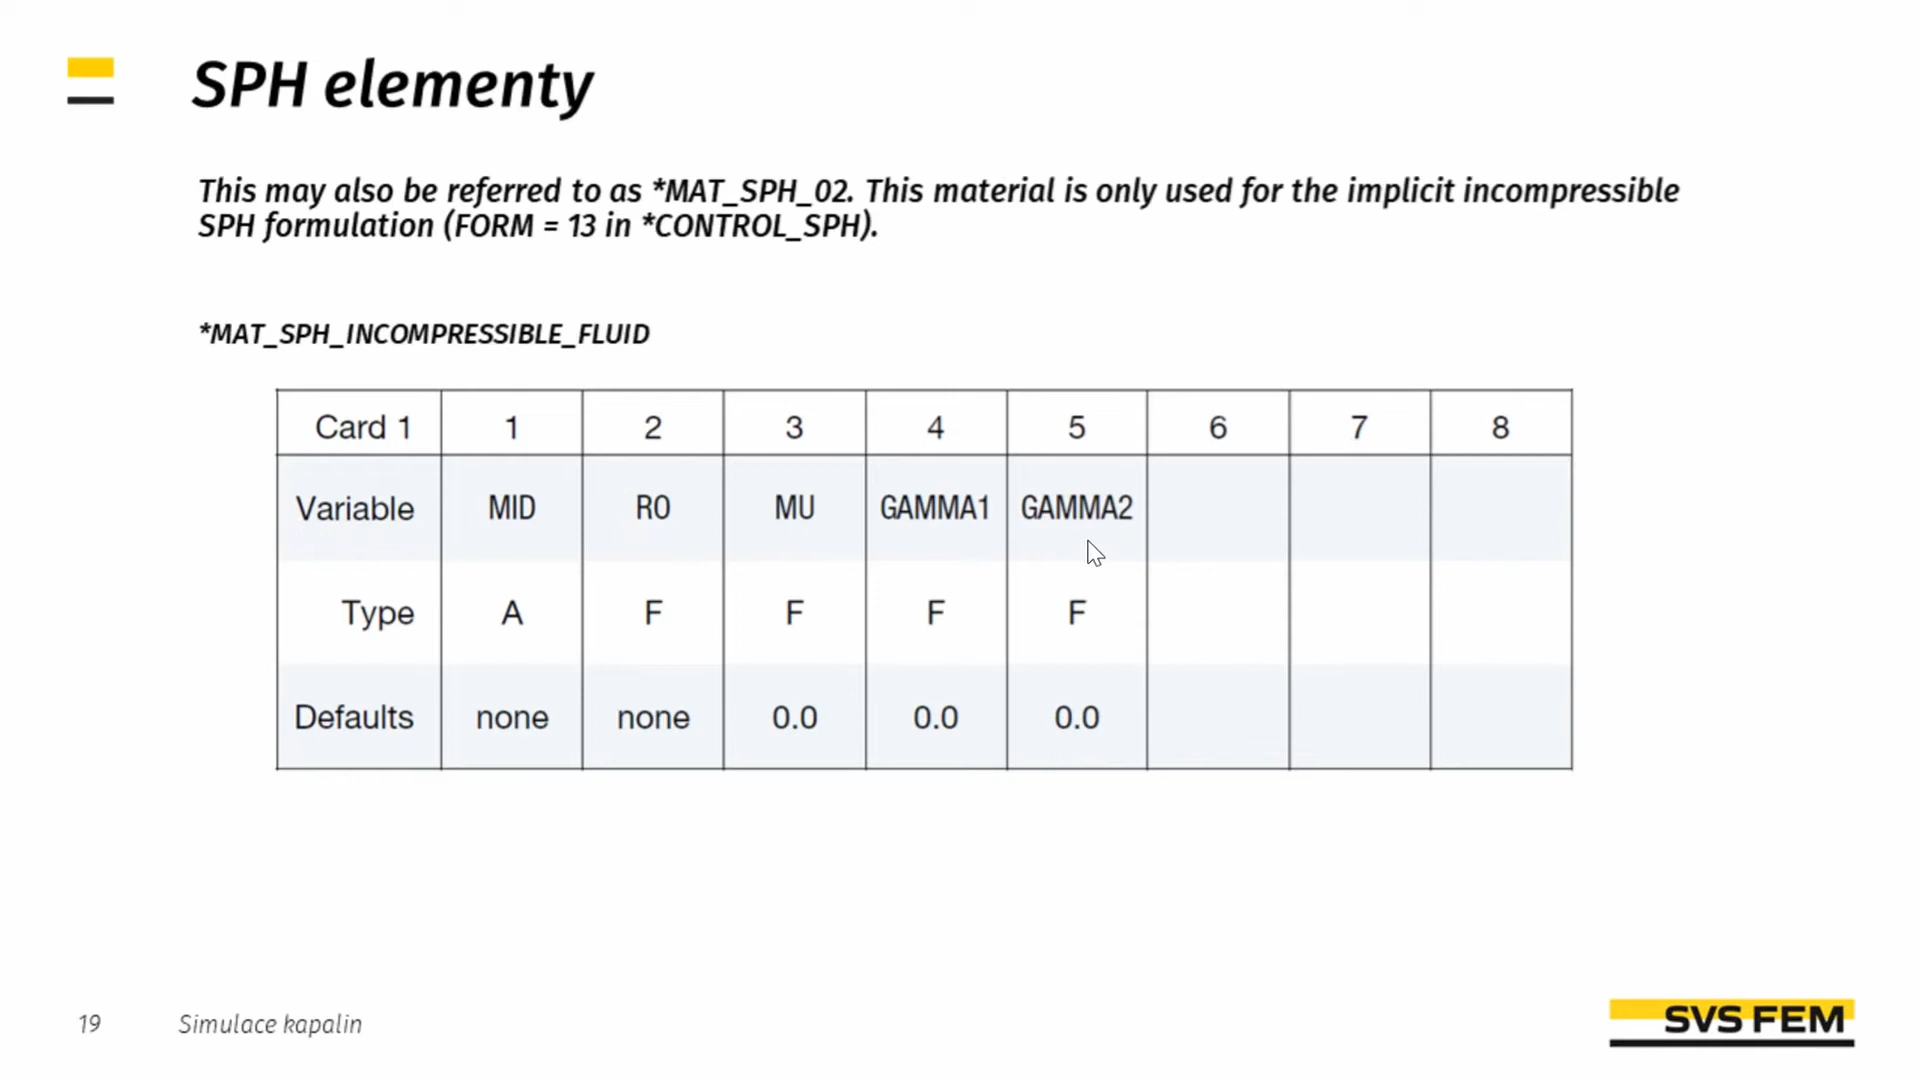 SPH elementy
This may also be referred to as *MAT_SPH_02. This material is only used for the implicit incompressible
SPH formulation (FORM = 13 in *CONTROL_SPH).
*MAT_SPH_INCOMPRESSIBLE_FLUID
Card 1 1 2 3 4 5 6 7 8
Variable MID RO MU GAMMA1 GAMMA2
Type A F F F F
Defaults none none 0.0 0.0 0.0
19 Simulace kapalin
SVS FEM